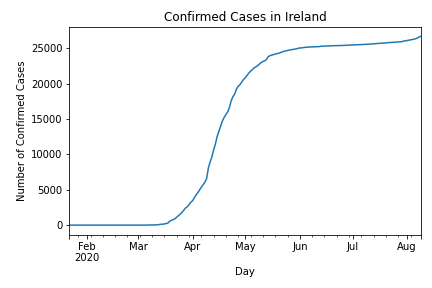 Confirmed Cases in Ireland
Number of Confirmed Cases
25000
20000
15000
10000
5000
0
Feb Mar Apr May Jun Jul Aug
2020
Day